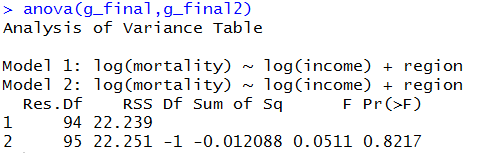 > anova(g_final,g_final2)
Analysis of Variance Table

Model 1: log(mortality) ~ log(income) + region
Model 2: log(mortality) ~ log(income) + region
  Res.Df    RSS Df Sum of Sq      F Pr(>F)
1     94 22.239
2     95 22.251 -1 -0.012088 0.0511 0.8217